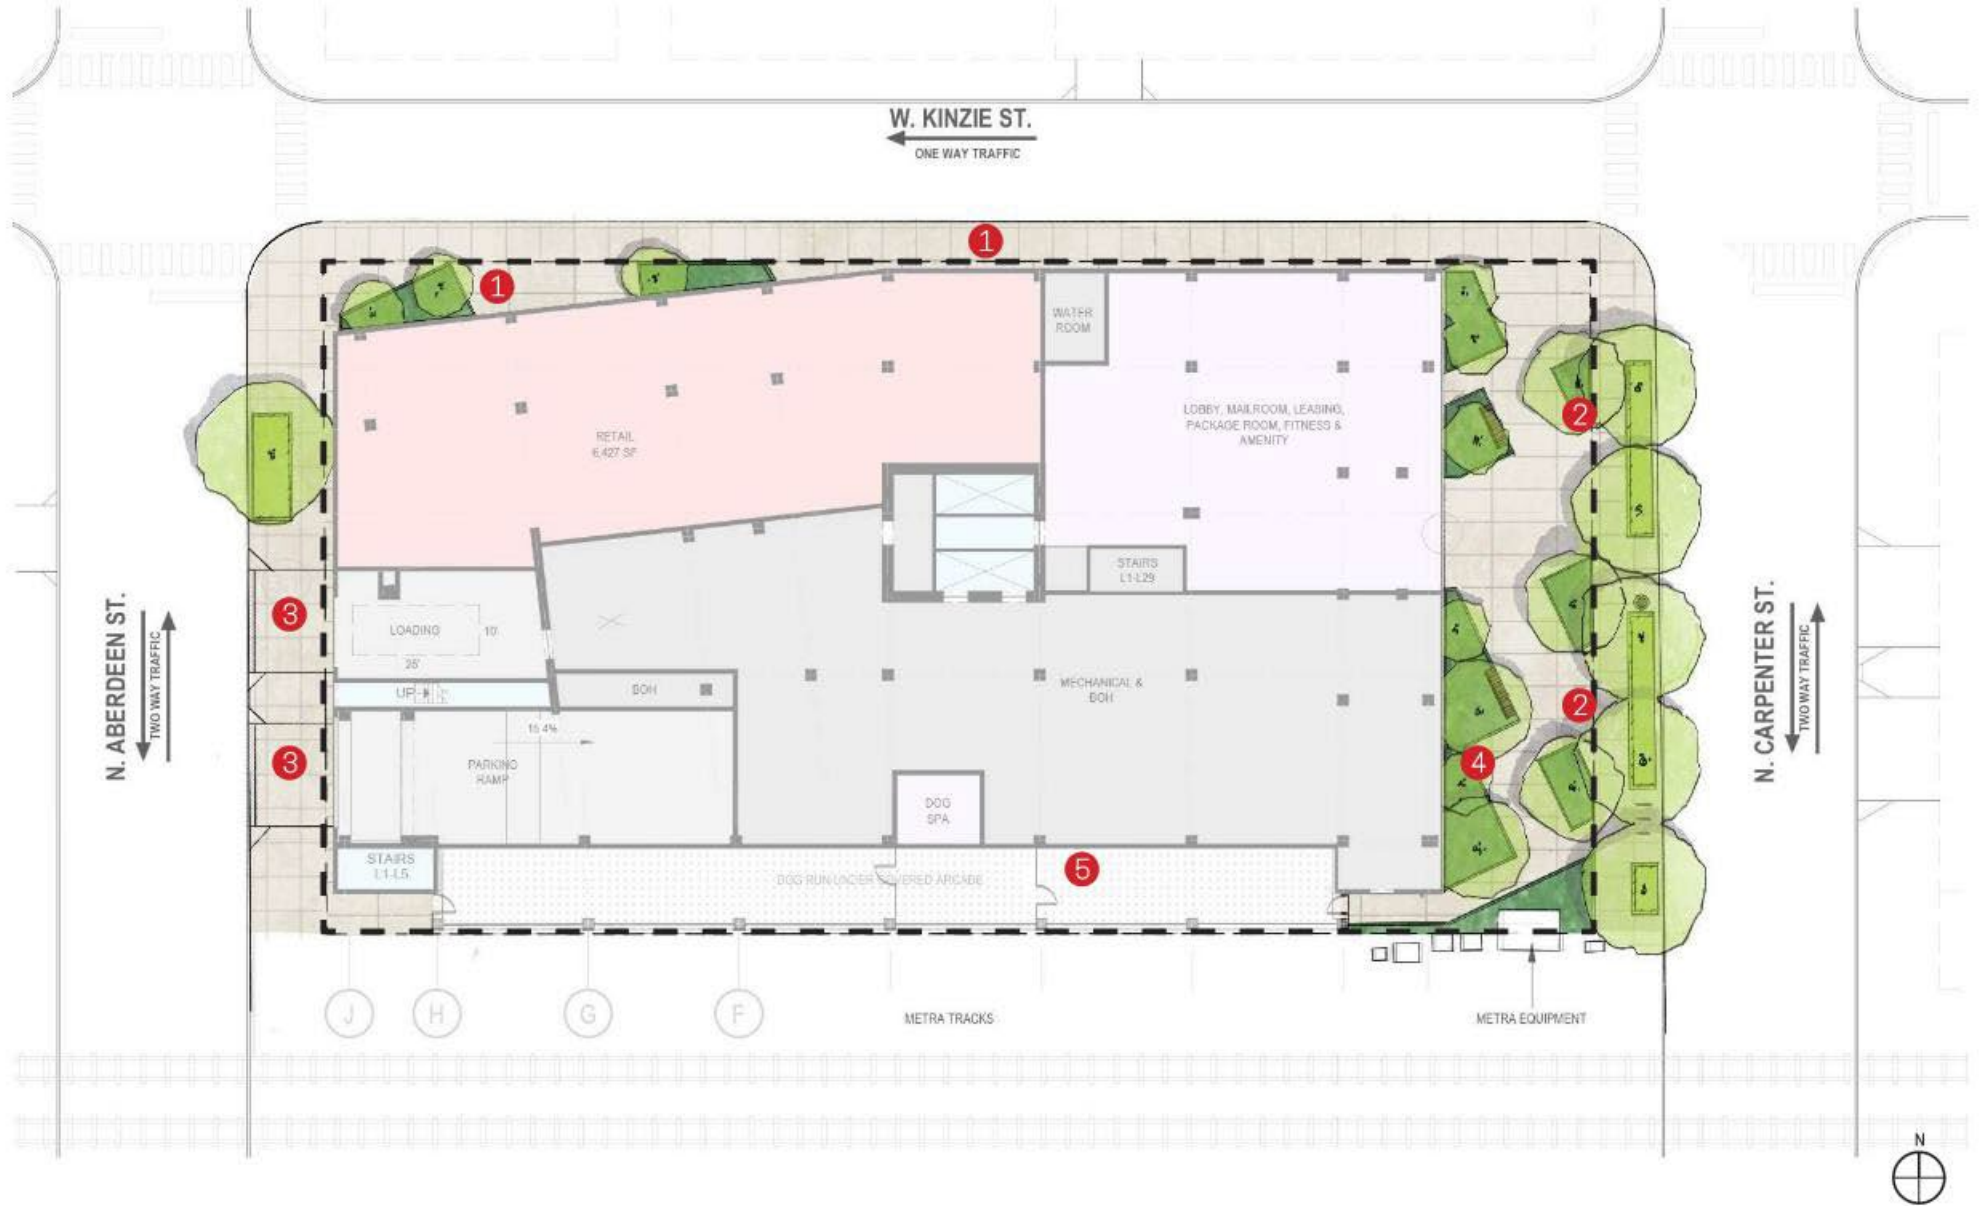 W. KINZIE ST.
ONE WAY TRAFFIC
1
1
WATER
ROOM
LOBBY, MAILROOM, LEASING,
PACKAGE ROOM, FITNESS &
AMENITY
2
RETAIL
6,427 SF
STAIRS
L1-L29
N. ABERDEEN ST.
TWO WAY TRAFFIC
3
LOADING
10'
N. CARPENTER ST.
TWO WAY TRAFFIC
UP
BOH
MECHANICAL &
BOH
2
3
PARKING
RAMP
4
DOG
SPA
STAIRS
L1-L5
DOG RUN UNDER COVERED ARCADE
5
J
H
G
F
METRA TRACKS
METRA EQUIPMENT
N